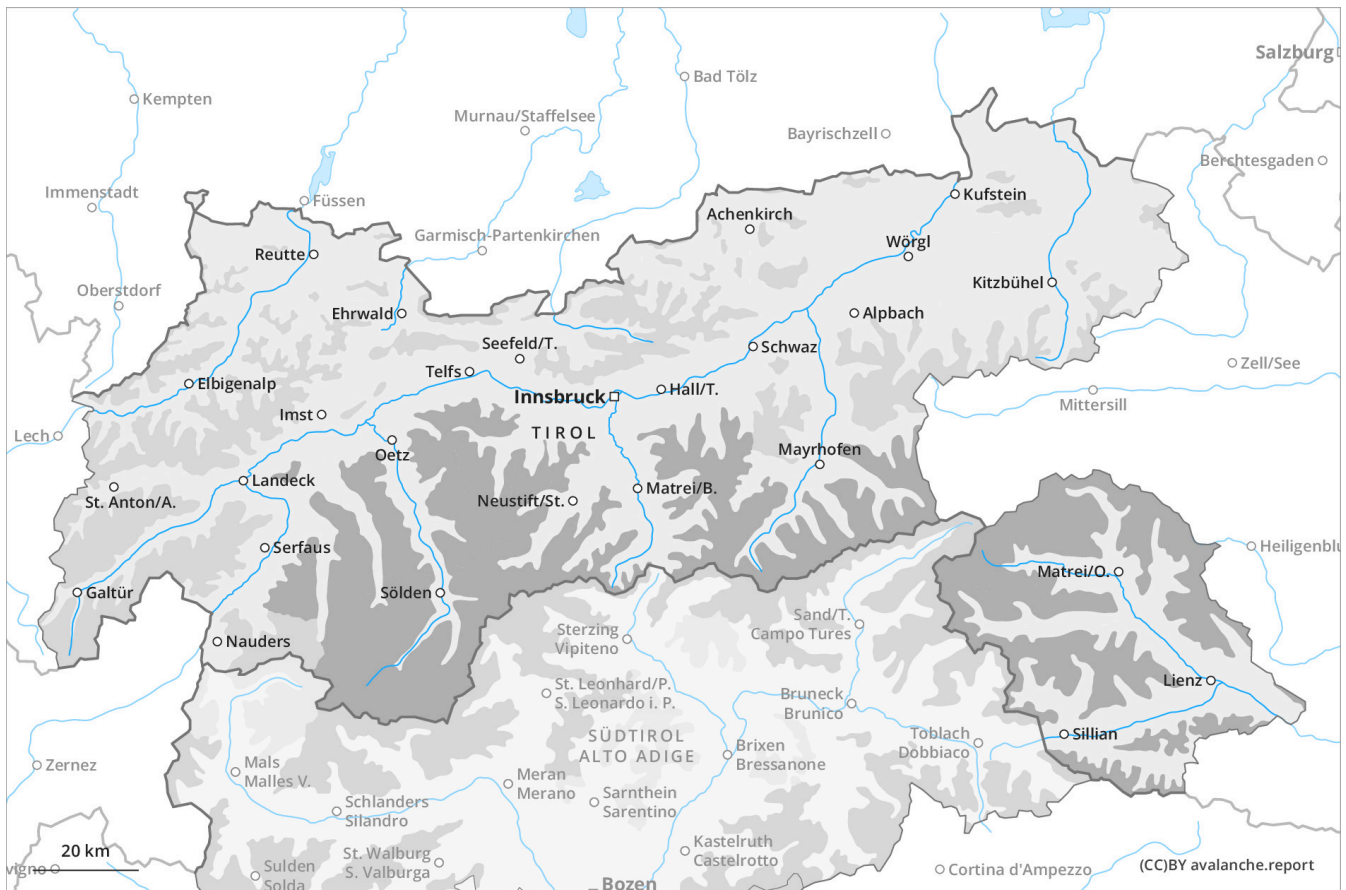 Salzburg
Bad Tölz
Kempten
Murnau/Staffelsee
Bayrischzell
Berchtesgaden
Immenstadt
Füssen
Kufstein
Achenkirch
Garmisch-Partenkirchen
Wörgl
Reutte
Oberstdorf
Kitzbühel
Ehrwald
Alpbach
Seefeld/T.
Schwaz
Zell/See
Telfs
Elbigenalp
Hall/T.
Innsbruck
Mittersill
Imst
Lech
TIROL
Oetz
Mayrhofen
Landeck
Matrei/B.
St. Anton/A.
Neustift/St.
Serfaus
Heiligenblu
Matrei/O.
Galtür
Sölden
Sand/T.
Campo Tures
Sterzing
Vipiteno
Nauders
Lienz
St. Leonhard/P.
S. Leonardo i. P.
Bruneck
Brunico
Sillian
SÜDTIROL
ALTO ADIGE
Toblach
Dobbiaco
Brixen
Bressanone
Zernez
Mals
Malles V.
Meran
Merano
Sarnthein
Sarentino
Schlanders
Silandro
Kastelruth
Castelrotto
20 km
St. Walburg
S. Valburga
(CC)BY avalanche.report
vigno
Sulden
Solda
Cortina d'Ampezzo
Bozen